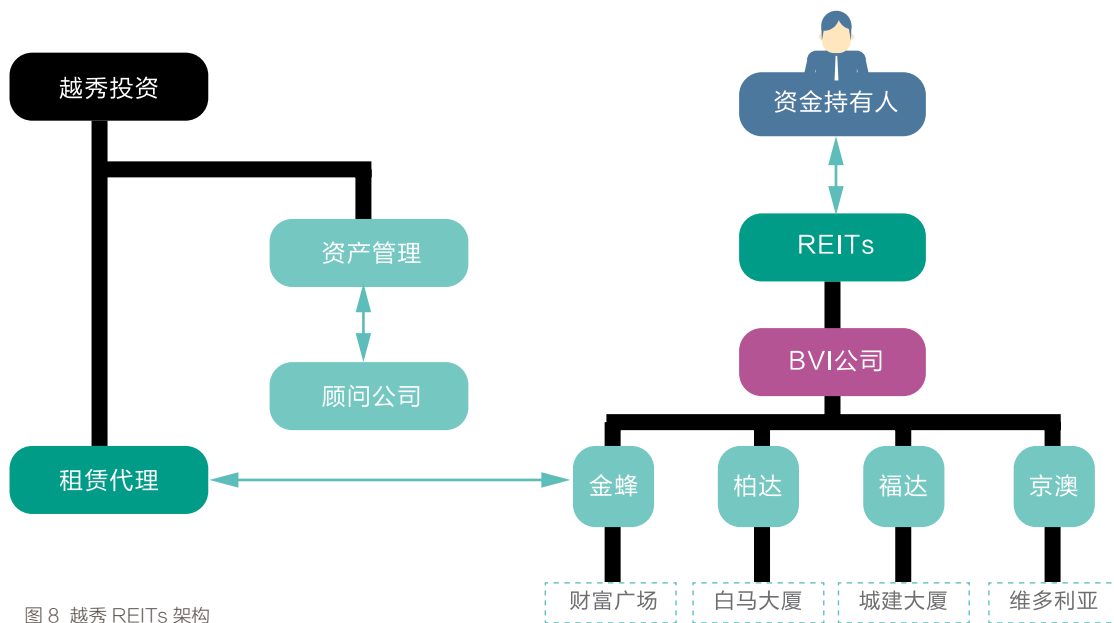 越秀投资
资金持有人
REITs
资产管理
BVI公司
顾问公司
租赁代理
金蜂
柏达
福达
京澳
财富广场
白马大厦
城建大厦
维多利亚
图 8 越秀 REITs 架构